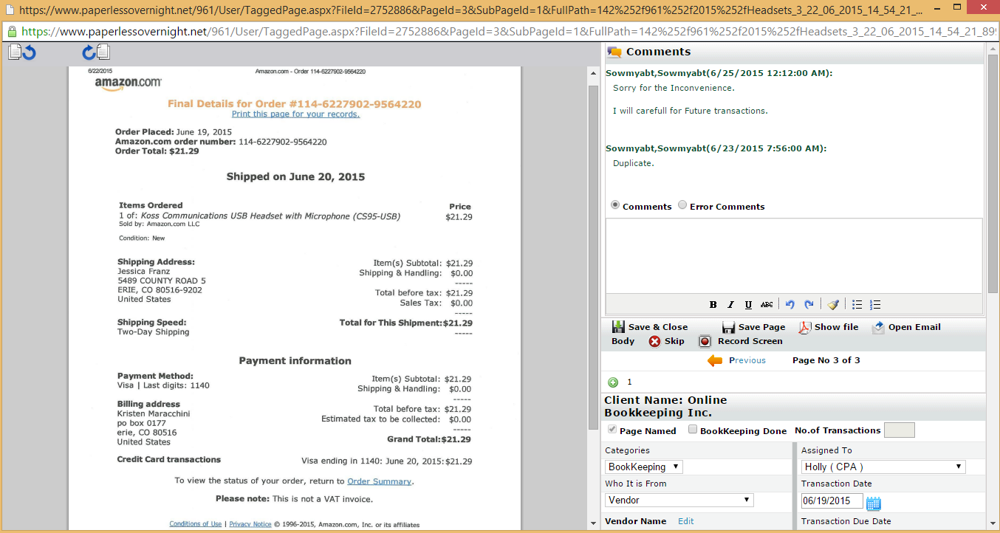 https://www.paperlessovernight.net/961/User/TaggedPage.aspx?FileId=2752886&PageId=3&SubPageId=1&FullPath=142%252f961%252f2015%252fHeadsets_3_22_06_2015_14_54_21_...
https://www.paperlessovernight.net/961/User/TaggedPage.aspx?FileId=2752886&PageId=3&SubPageId=1&FullPath=142%252f961%252f2015%252fHeadsets_3_22_06_2015_14_54_21_899
6/22/2015
Amazon.com - Order 114-6227902-9564220
amazon.com
Final Details for Order #114-6227902-9564220
Print this page for your records.
Order Placed: June 19, 2015
Amazon.com order number: 114-6227902-9564220
Order Total: $21.29
Shipped on June 20, 2015
Items Ordered Price
1 of: Koss Communications USB Headset with Microphone (CS95-USB) $21.29
Sold by: Amazon.com LLC
Condition: New
Shipping Address:
Jessica Franz
5489 COUNTY ROAD 5
ERIE, CO 80516-9202
United States
Item(s) Subtotal: $21.29
Shipping & Handling: $0.00
-----
Total before tax: $21.29
Sales Tax: $0.00
-----
Shipping Speed:
Two-Day Shipping
Total for This Shipment:$21.29
-----
Payment information
Payment Method:
Visa | Last digits: 1140
Billing address
Kristen Maracchini
po box 0177
erie, CO 80516
United States
Item(s) Subtotal: $21.29
Shipping & Handling: $0.00
-----
Total before tax: $21.29
Estimated tax to be collected: $0.00
-----
Grand Total:$21.29
Credit Card transactions Visa ending in 1140: June 20, 2015:$21.29
To view the status of your order, return to Order Summary.
Please note: This is not a VAT invoice.
Conditions of Use | Privacy Notice © 1996-2015, Amazon.com, Inc. or its affiliates
Comments
Sowmyabt,Sowmyabt(6/25/2015 12:12:00 AM):
Sorry for the Inconvenience.
I will carefull for Future transactions.
Sowmyabt,Sowmyabt(6/23/2015 7:56:00 AM):
Duplicate.
Comments Error Comments
B I U ABC
Save & Close Save Page Show file Open Email
Body Skip Record Screen
Previous Page No 3 of 3
1
Client Name: Online
Bookkeeping Inc.
Page Named BookKeeping Done No.of Transactions
Categories Assigned To
BookKeeping Holly ( CPA )
Who It is From Transaction Date
Vendor 06/19/2015
Vendor Name Edit Transaction Due Date